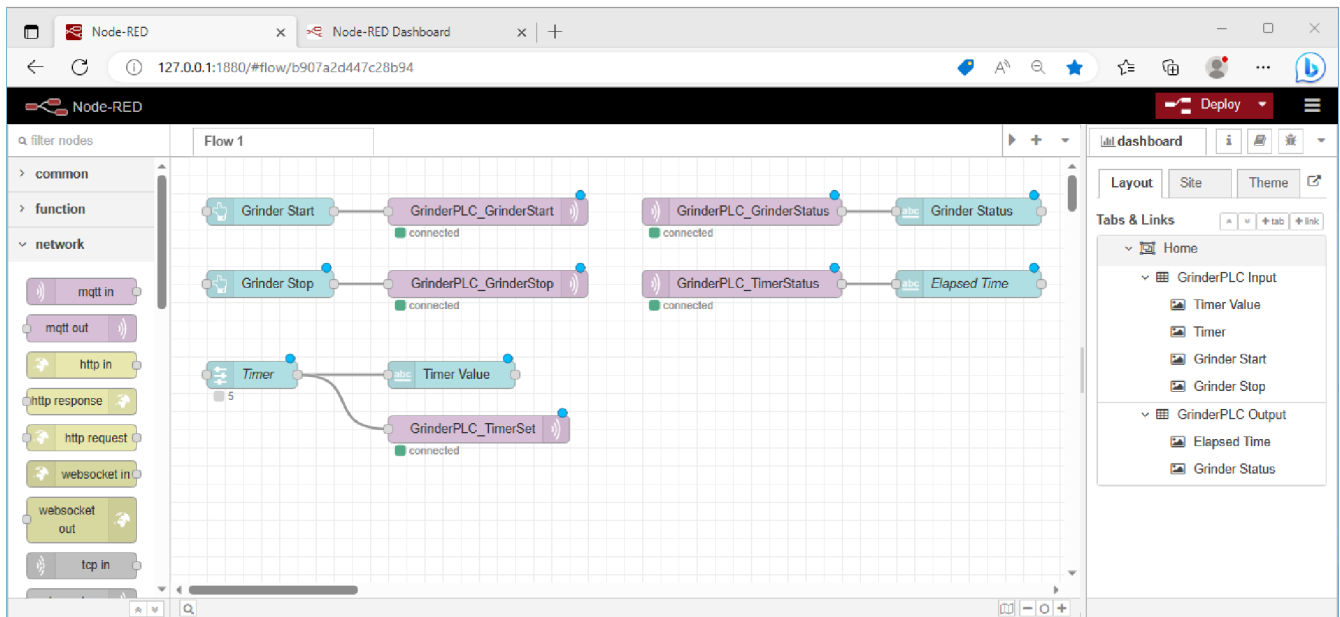 Node-RED
Node-RED Dashboard
127.0.0.1:1880/#flow/b907a2d447c28b94
Node-RED
Deploy
filter nodes
Flow 1
dashboard
i
common
function
network
mqtt in
mqtt out
http in
http response
http request
websocket in
websocket
out
tcp in
Grinder Start
GrinderPLC_GrinderStart
connected
GrinderPLC_GrinderStatus
connected
abc
Grinder Status
Grinder Stop
GrinderPLC_GrinderStop
connected
GrinderPLC_TimerStatus
connected
abc
Elapsed Time
Timer
5
abc
Timer Value
GrinderPLC_TimerSet
connected
Layout
Site
Theme
Tabs & Links
+ tab
+ link
Home
GrinderPLC Input
Timer Value
Timer
Grinder Start
Grinder Stop
GrinderPLC Output
Elapsed Time
Grinder Status